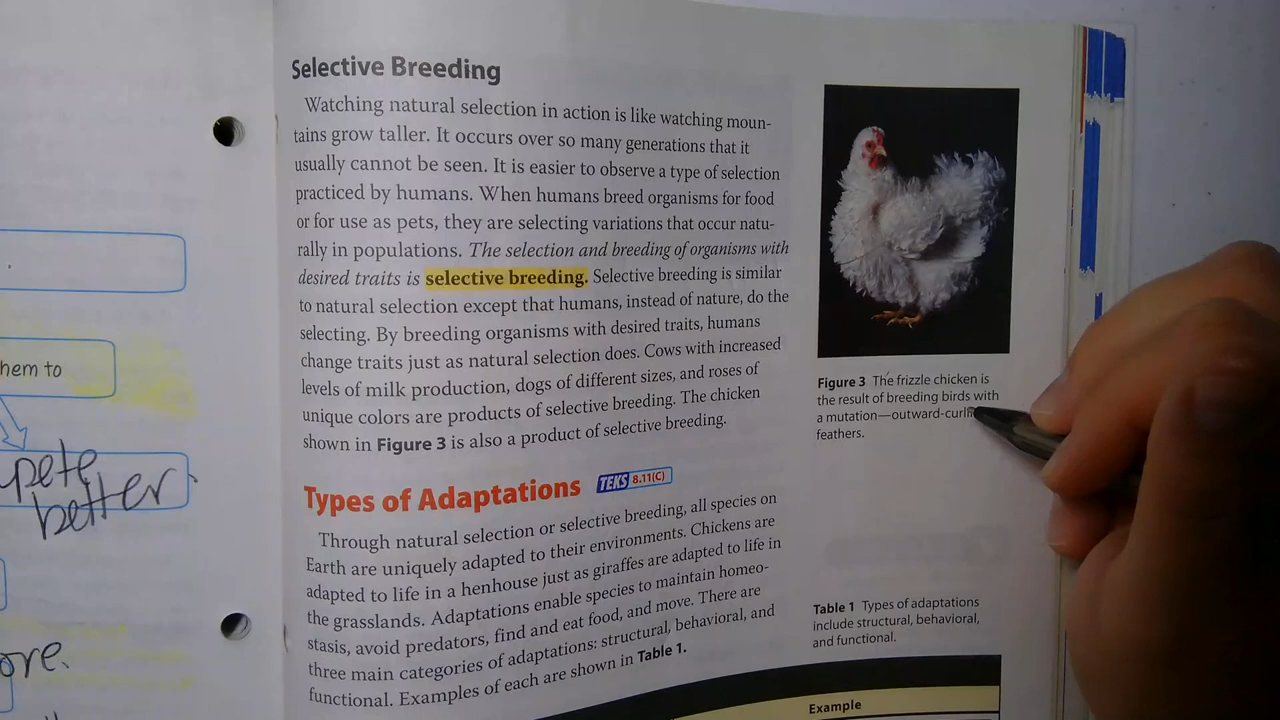 hem to
pete
better
ore.
Selective Breeding
Watching natural selection in action is like watching moun-
tains grow taller. It occurs over so many generations that it
usually cannot be seen. It is easier to observe a type of selection
practiced by humans. When humans breed organisms for food
or for use as pets, they are selecting variations that occur natu-
rally in populations. The selection and breeding of organisms with
desired traits is selective breeding. Selective breeding is similar
to natural selection except that humans, instead of nature, do the
selecting. By breeding organisms with desired traits, humans
change traits just as natural selection does. Cows with increased
levels of milk production, dogs of different sizes, and roses of
unique colors are products of selective breeding. The chicken
shown in Figure 3 is also a product of selective breeding.
Types of Adaptations TEKS 8.11(C)
Through natural selection or selective breeding, all species on
Earth are uniquely adapted to their environments. Chickens are
adapted to life in a henhouse just as giraffes are adapted to life in
the grasslands. Adaptations enable species to maintain homeo-
stasis, avoid predators, find and eat food, and move. There are
three main categories of adaptations: structural, behavioral, and
functional. Examples of each are shown in Table 1.
Figure 3 The frizzle chicken is
the result of breeding birds with
a mutation—outward-curlin
feathers.
Table 1 Types of adaptations
include structural, behavioral,
and functional.
Example